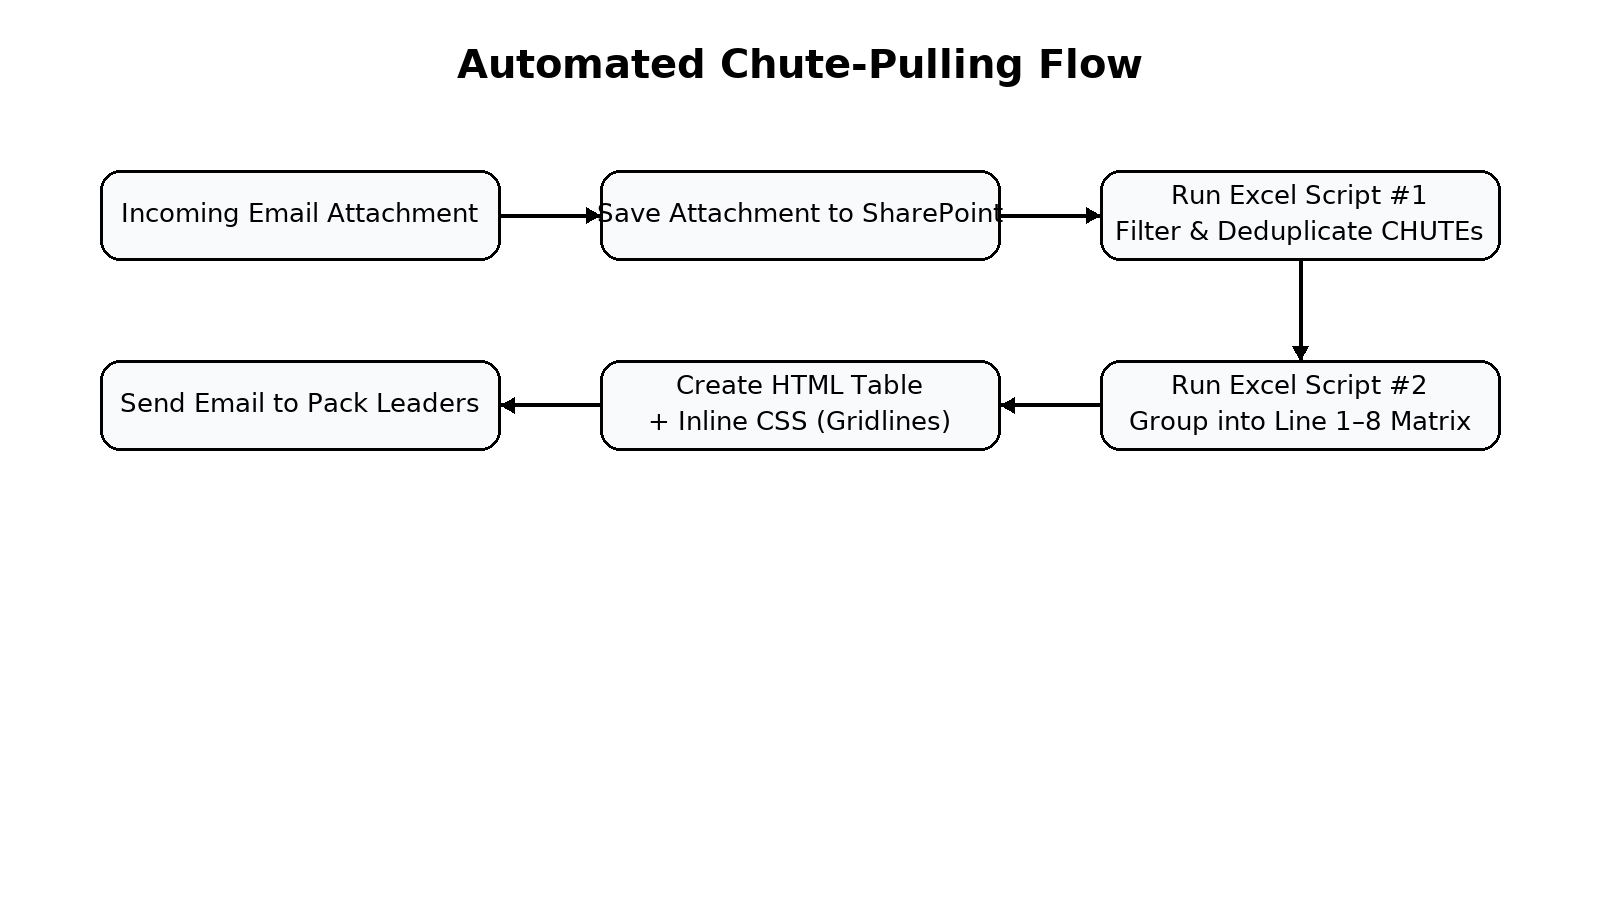 Automated Chute-Pulling Flow
Incoming Email Attachment
Save Attachment to SharePoint
Run Excel Script #1
Filter & Deduplicate CHUTEs
Run Excel Script #2
Group into Line 1–8 Matrix
Create HTML Table
+ Inline CSS (Gridlines)
Send Email to Pack Leaders